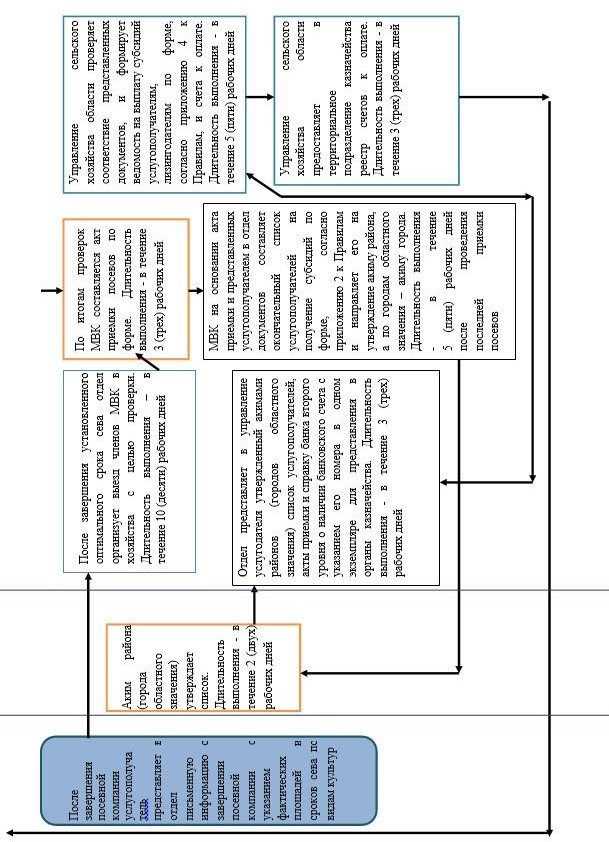 После
завершения
посевной
компании
услугополуча
тель
представляет в
отдел
письменную
информацию с
завершении
посевной
компании с
указанием
фактических
площадей и
сроков сева пс
видам культур
Аким района
(города
областного
значения)
утверждает
список.
Длительность
выполнения - в
течение 2 (двух)
рабочих дней
После завершения установленного
оптимального срока сева отдел
организует выезд членов МВК в
хозяйства с целью проверки.
Длительность выполнения – в
течение 10 (десяти) рабочих дней
Отдел представляет в управление
услугодателя утвержденный акимами
районов (городов областного
значения) список услугополучателей,
акты приемки и справку банка второго
уровня о наличии банковского счета с
указанием его номера в одном
экземпляре для представления в
органы казначейства. Длительность
выполнения - в течение 3 (трех)
рабочих дней
По итогам проверок
МВК составляется акт
приемки посевов по
форме. Длительность
выполнения - в течение
3 (трех) рабочих дней
МВК на основании акта
приемки и представленных
услугополучателем в отдел
документов составляет
окончательный список
услугополучателей на
получение субсидий по
форме, согласно
приложению 2 к Правилам
и направляет его на
утверждение акиму района,
а по городам областного
значения – акиму города.
Длительность выполнения
- в течение
5 (пяти) рабочих дней
после проведения
последней приемки
посевов
Управление сельского
хозяйства области проверяет
соответствие представленных
документов, и формирует
ведомость на выплату субсидий
услугополучателям,
лизингодателям по форме,
согласно приложению 4 к
Правилам, и счета к оплате.
Длительность выполнения - в
течение 5 (пяти) рабочих дней
Управление сельского
хозяйства области
предоставляет в
территориальное
подразделение казначейства
реестр счетов к оплате.
Длительность выполнения - в
течение 3 (трех) рабочих дней